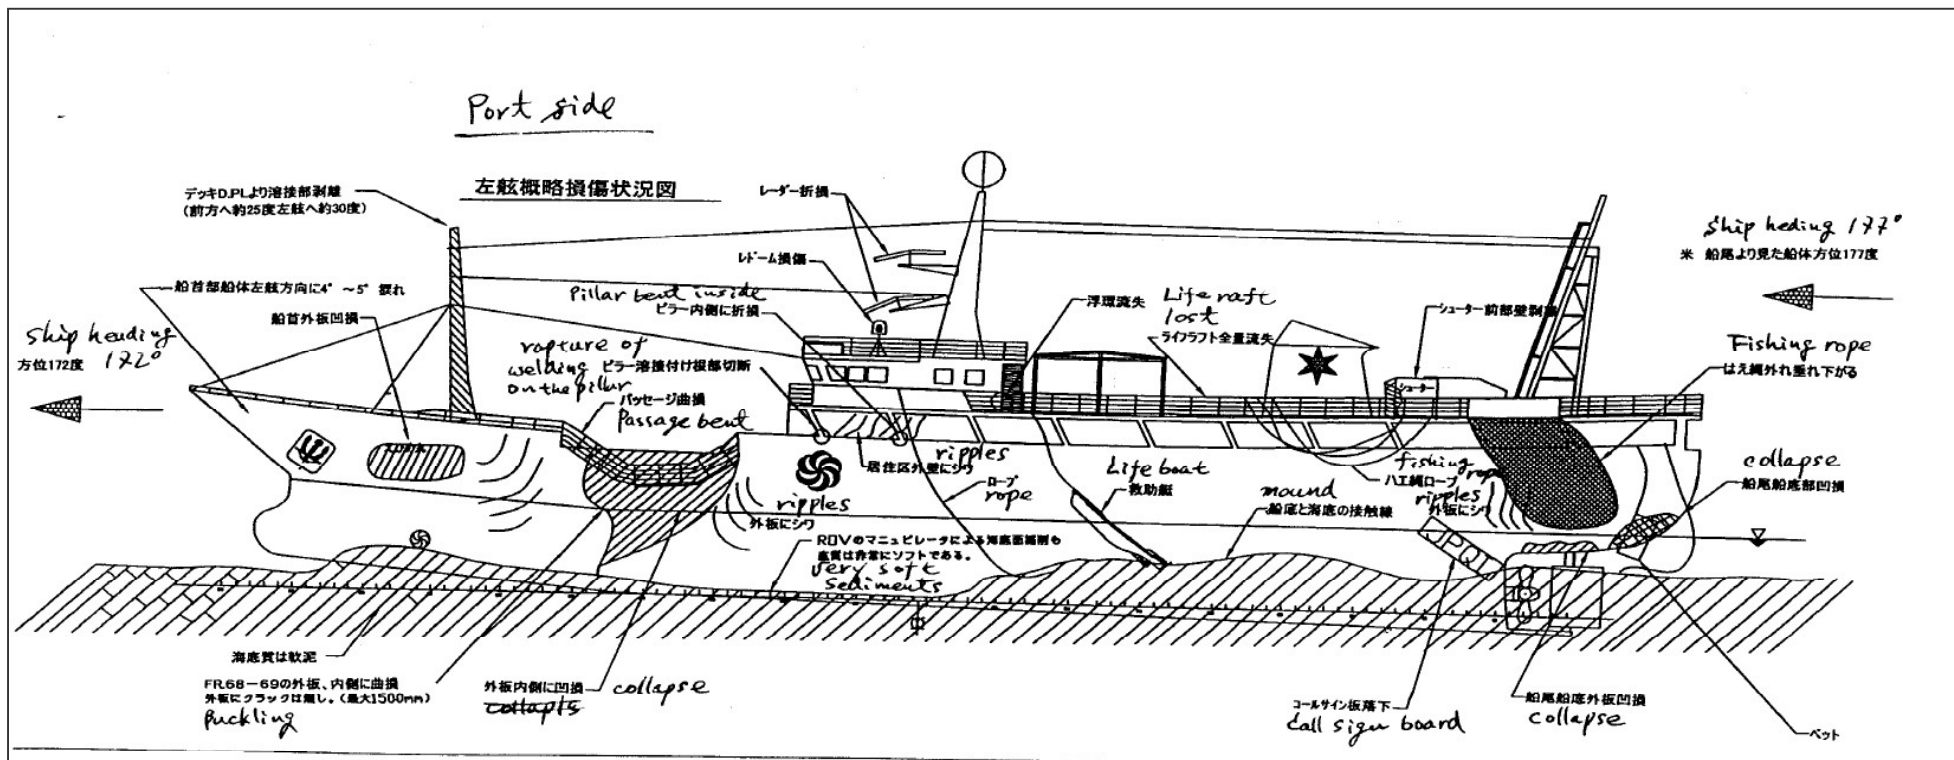 Port side
左舷概略損傷状況図
デッキD.PLより溶接部剥離
(前方へ約25度左舷へ約30度)
レーダー折損
レドーム損傷
Ship heding 177°
米 船尾より見た船体方位177度
船首部船体左舷方向に4° ~5° 捩れ
船首外板凹損
Ship heading
方位172度 172°
Pillar bent inside
ピラー内側に折損
rapture of
welding
on the pillar
ピラー溶接付け根部切断
パッセージ曲損
Passage bent
浮環流失
Life raft
lost
ライフラフト全量流失
シューター前部壁剥
シューター
Fishing rope
はえ縄外れ垂れ下がる
ripples
居住区外壁にシワ
ripples
外板にシワ
ロープ
rope
Life boat
救助艇
mound
船底と海底の接触線
fishing
rope
ハエ縄ロープ
ripples
外板にシワ
collapse
船尾船底部凹損
ROVのマニュピレータによる海底面掘削も
底質は非常にソフトである。
very soft
sediments
海底質は軟泥
FR.68-69の外板、内側に曲損
外板にクラックは無し。(最大1500mm)
Buckling
外板内側に凹損
collapse
コールサイン板落下
Call sign board
船尾船底外板凹損
collapse
ペット